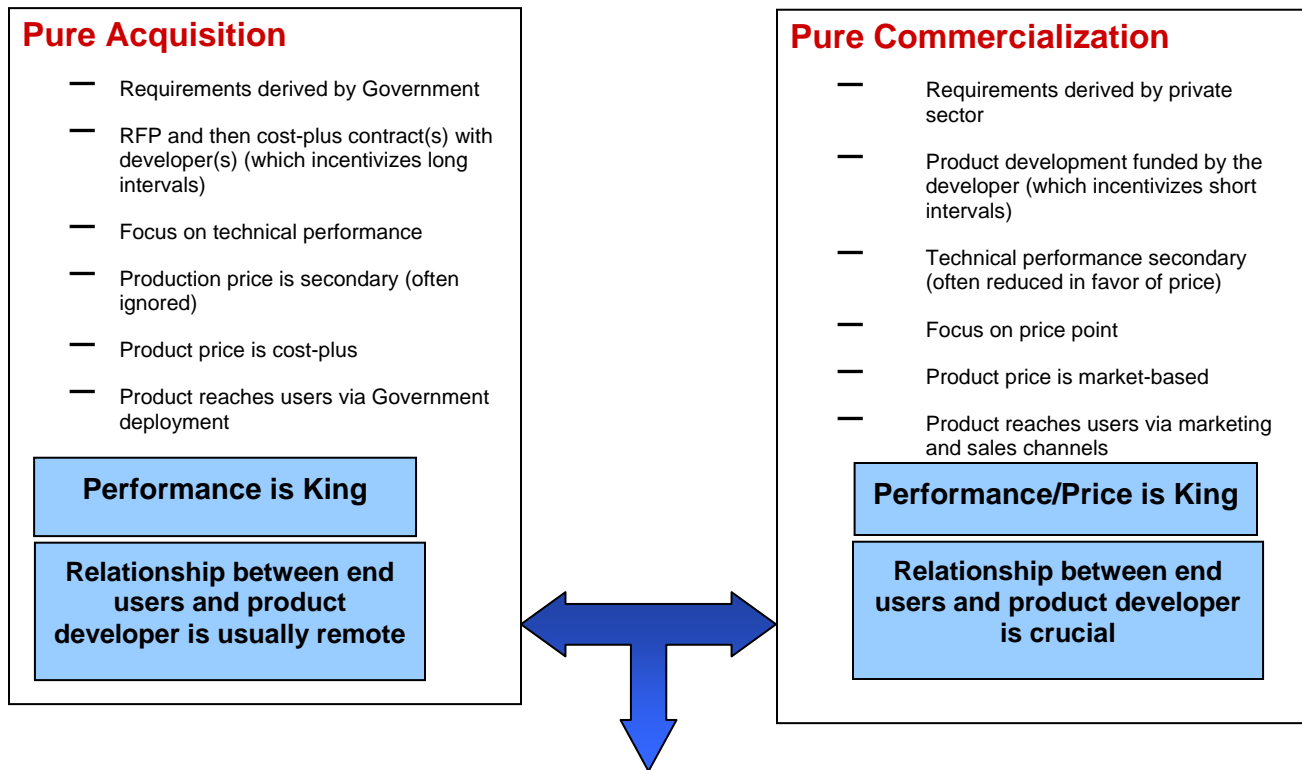 Pure Acquisition
— Requirements derived by Government
— RFP and then cost-plus contract(s) with
developer(s) (which incentivizes long
intervals)
— Focus on technical performance
— Production price is secondary (often
ignored)
— Product price is cost-plus
— Product reaches users via Government
deployment
Performance is King
Relationship between end
users and product
developer is usually remote
Pure Commercialization
— Requirements derived by private
sector
— Product development funded by the
developer (which incentivizes short
intervals)
— Technical performance secondary
(often reduced in favor of price)
— Focus on price point
— Product price is market-based
— Product reaches users via marketing
and sales channels
Performance/Price is King
Relationship between end
users and product developer
is crucial